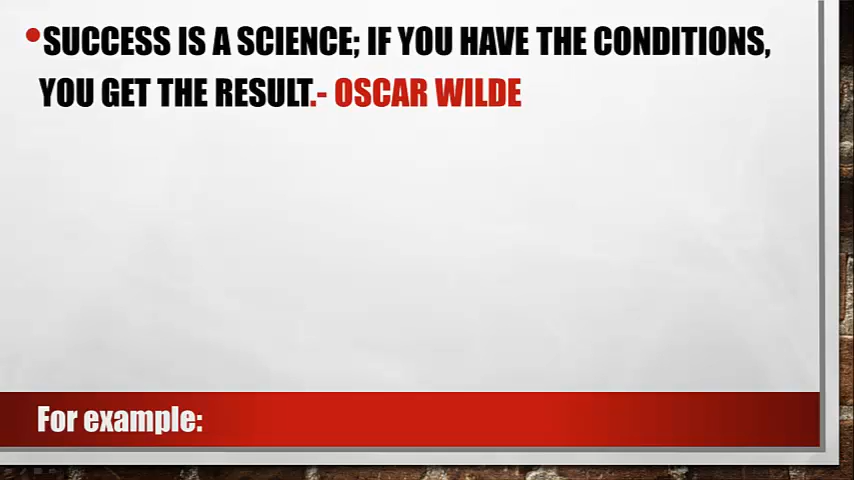 •SUCCESS IS A SCIENCE; IF YOU HAVE THE CONDITIONS,
YOU GET THE RESULT.- OSCAR WILDE
For example: